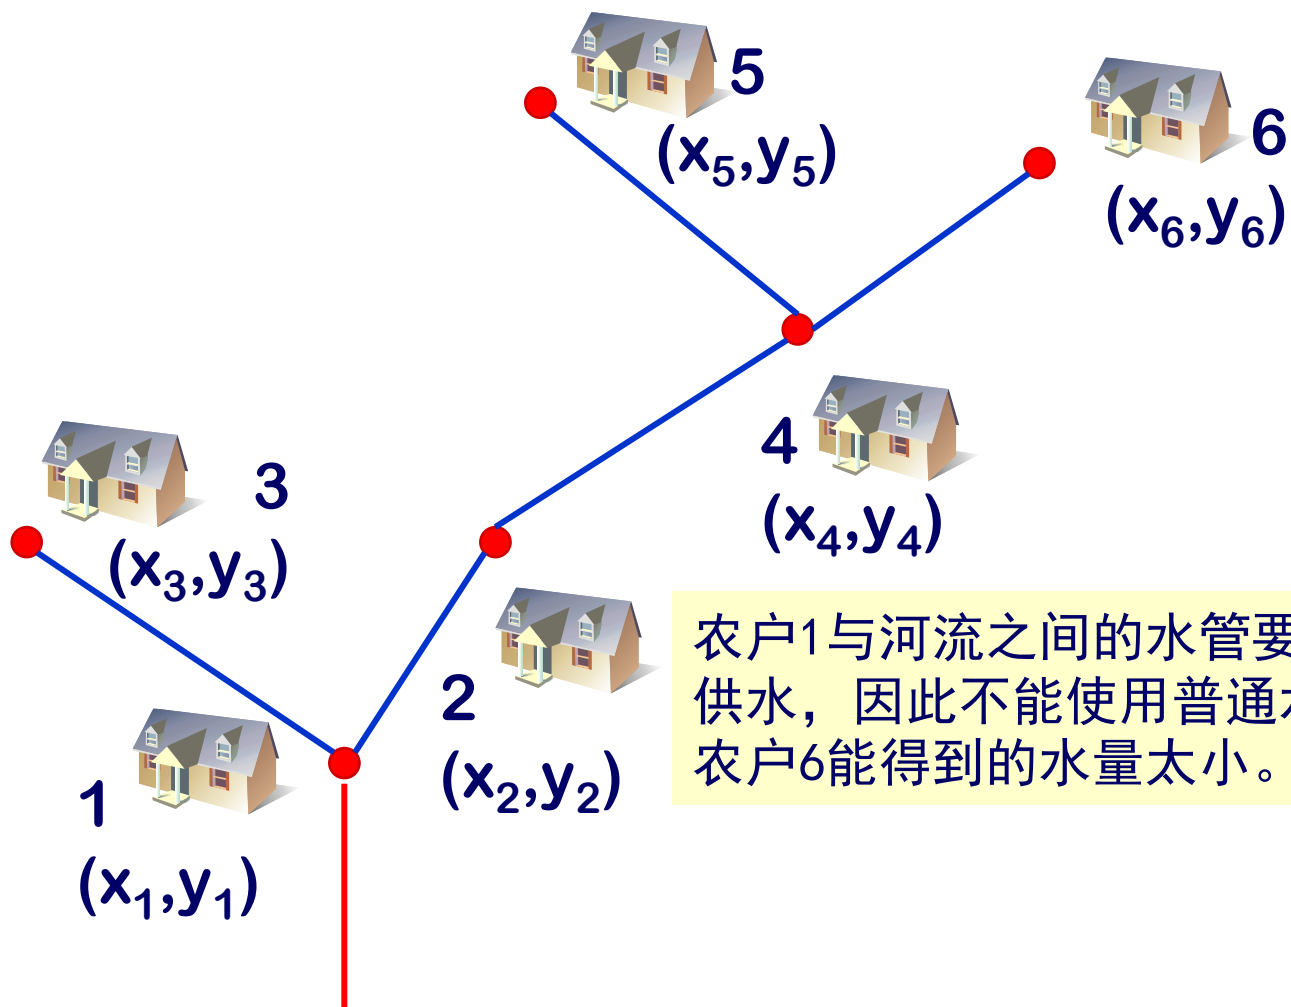 5
(x₅,y₅)
6
(x₆,y₆)
4
(x₄,y₄)
3
(x₃,y₃)
农户1与河流之间的水管要
供水，因此不能使用普通
农户6能得到的水量太小。
2
(x₂,y₂)
1
(x₁,y₁)